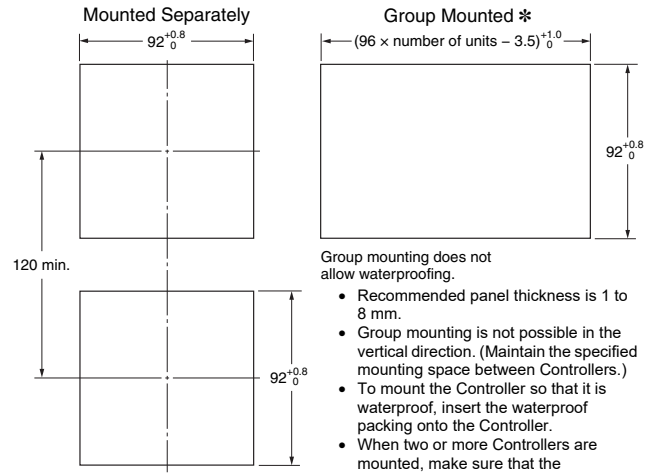 Mounted Separately
92 +0.8 0
120 min.
92 +0.8 0
Group Mounted *
(96 × number of units − 3.5) +1.0 0
92 +0.8 0
Group mounting does not
allow waterproofing.
• Recommended panel thickness is 1 to
8 mm.
• Group mounting is not possible in the
vertical direction. (Maintain the specified
mounting space between Controllers.)
• To mount the Controller so that it is
waterproof, insert the waterproof
packing onto the Controller.
• When two or more Controllers are
mounted, make sure that the